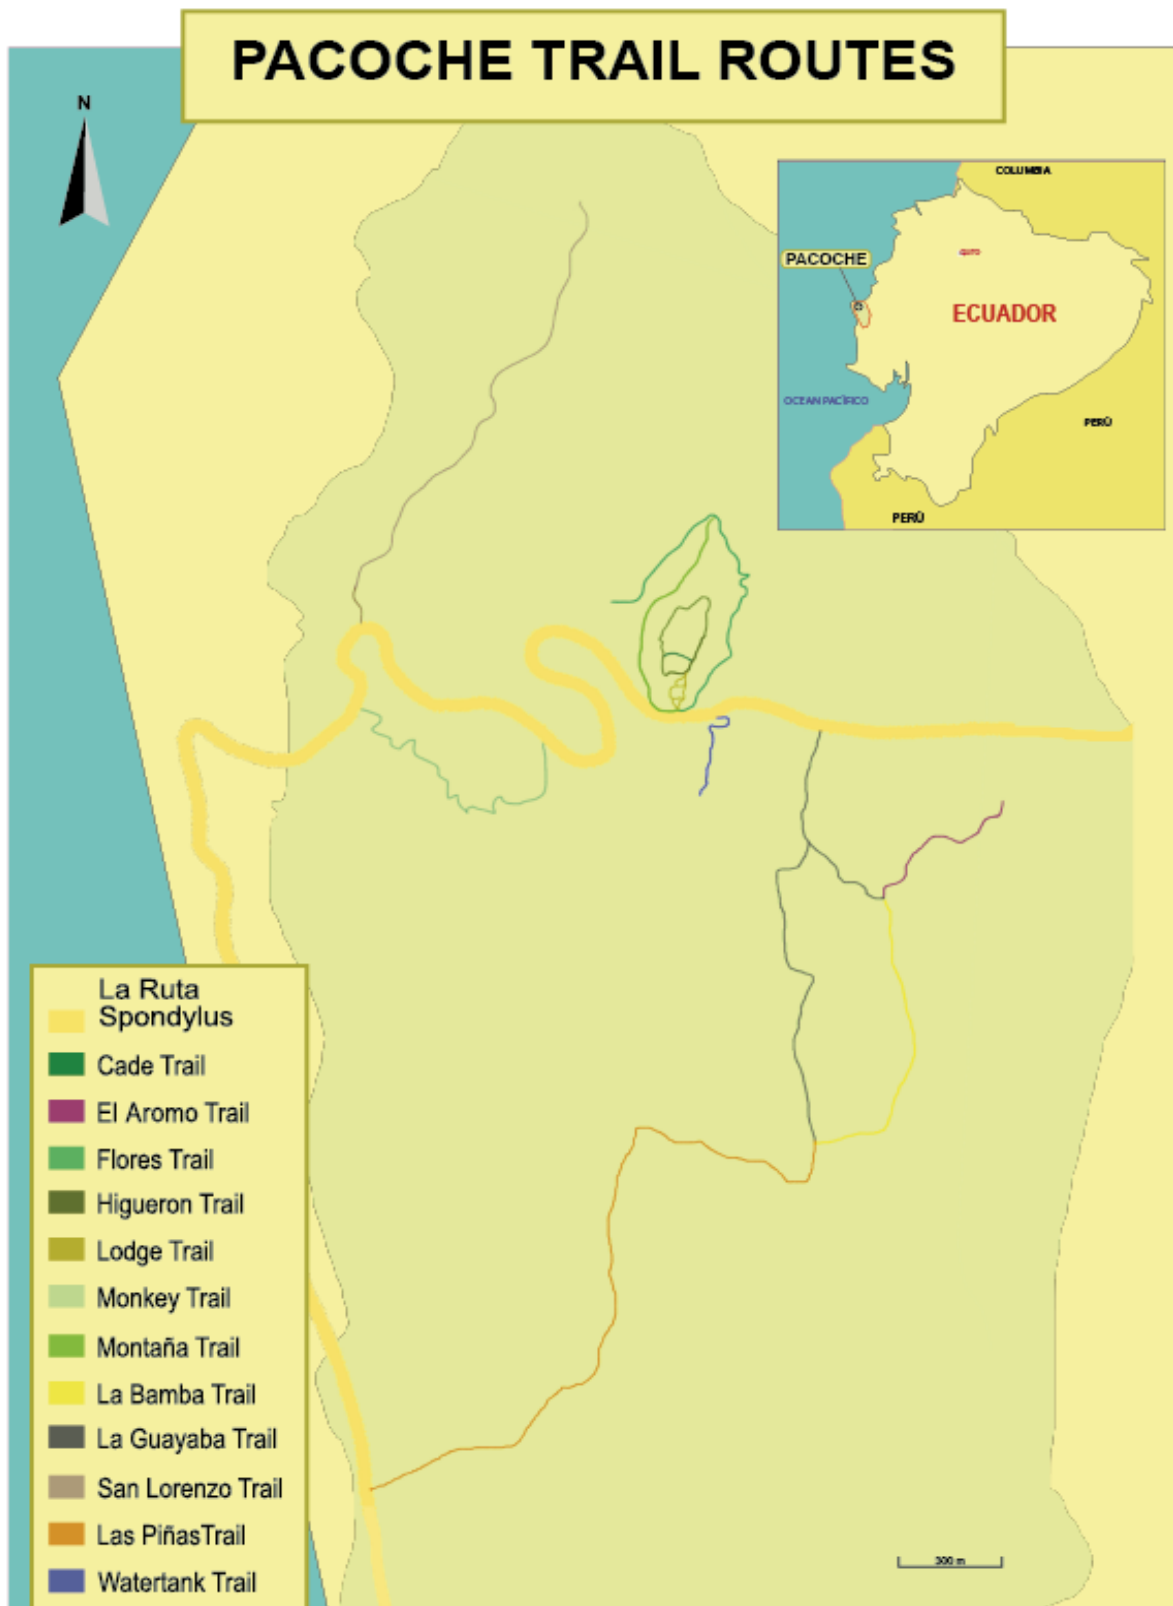 PACOCHE TRAIL ROUTES
N
COLUMBIA
QUITO
PACOCHE
ECUADOR
OCEAN PACÍFICO
PERÚ
PERÚ
La Ruta
Spondylus
Cade Trail
El Aromo Trail
Flores Trail
Higueron Trail
Lodge Trail
Monkey Trail
Montaña Trail
La Bamba Trail
La Guayaba Trail
San Lorenzo Trail
Las PiñasTrail
Watertank Trail
300 m